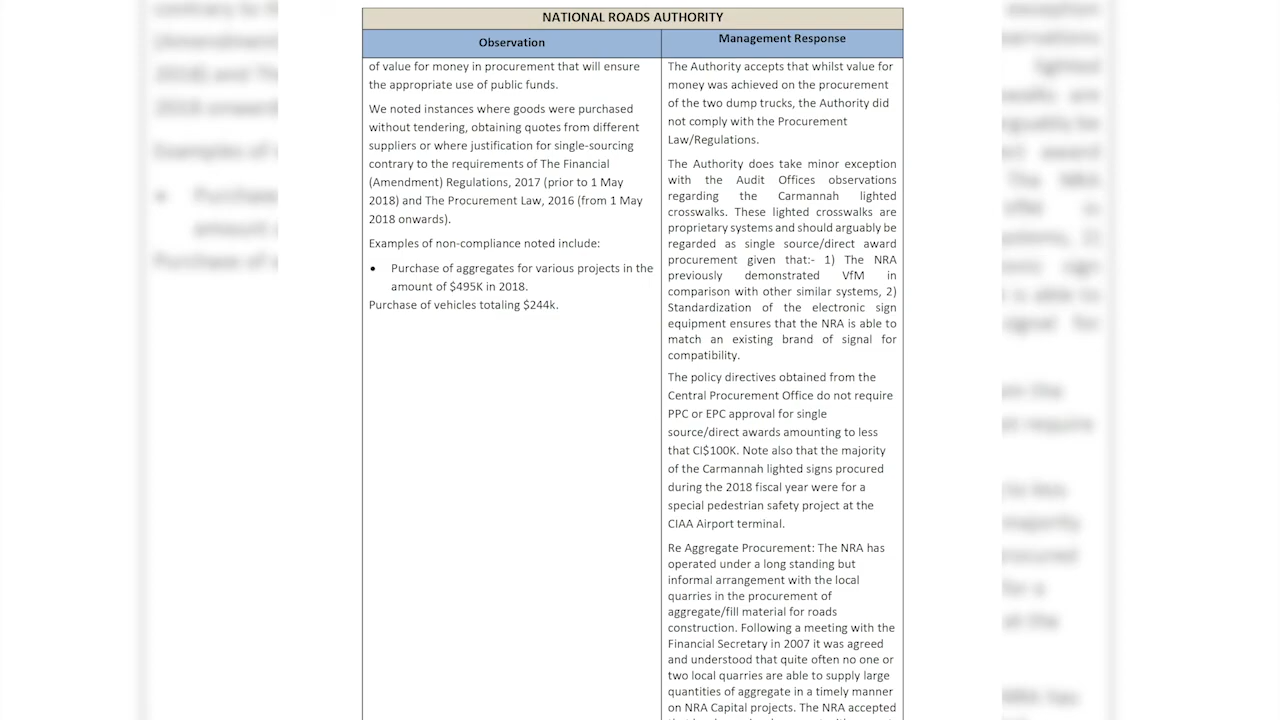 NATIONAL ROADS AUTHORITY
Observation
Management Response
of value for money in procurement that will ensure
the appropriate use of public funds.
We noted instances where goods were purchased
without tendering, obtaining quotes from different
suppliers or where justification for single-sourcing
contrary to the requirements of The Financial
(Amendment) Regulations, 2017 (prior to 1 May
2018) and The Procurement Law, 2016 (from 1 May
2018 onwards).
Examples of non-compliance noted include:
• Purchase of aggregates for various projects in the
amount of $495K in 2018.
Purchase of vehicles totaling $244k.
The Authority accepts that whilst value for
money was achieved on the procurement
of the two dump trucks, the Authority did
not comply with the Procurement
Law/Regulations.
The Authority does take minor exception
with the Audit Offices observations
regarding the Carmannah lighted
crosswalks. These lighted crosswalks are
proprietary systems and should arguably be
regarded as single source/direct award
procurement given that:- 1) The NRA
previously demonstrated VfM in
comparison with other similar systems, 2)
Standardization of the electronic sign
equipment ensures that the NRA is able to
match an existing brand of signal for
compatibility.
The policy directives obtained from the
Central Procurement Office do not require
PPC or EPC approval for single
source/direct awards amounting to less
that CI$100K. Note also that the majority
of the Carmannah lighted signs procured
during the 2018 fiscal year were for a
special pedestrian safety project at the
CIAA Airport terminal.
Re Aggregate Procurement: The NRA has
operated under a long standing but
informal arrangement with the local
quarries in the procurement of
aggregate/fill material for roads
construction. Following a meeting with the
Financial Secretary in 2007 it was agreed
and understood that quite often no one or
two local quarries are able to supply large
quantities of aggregate in a timely manner
on NRA Capital projects. The NRA accepted